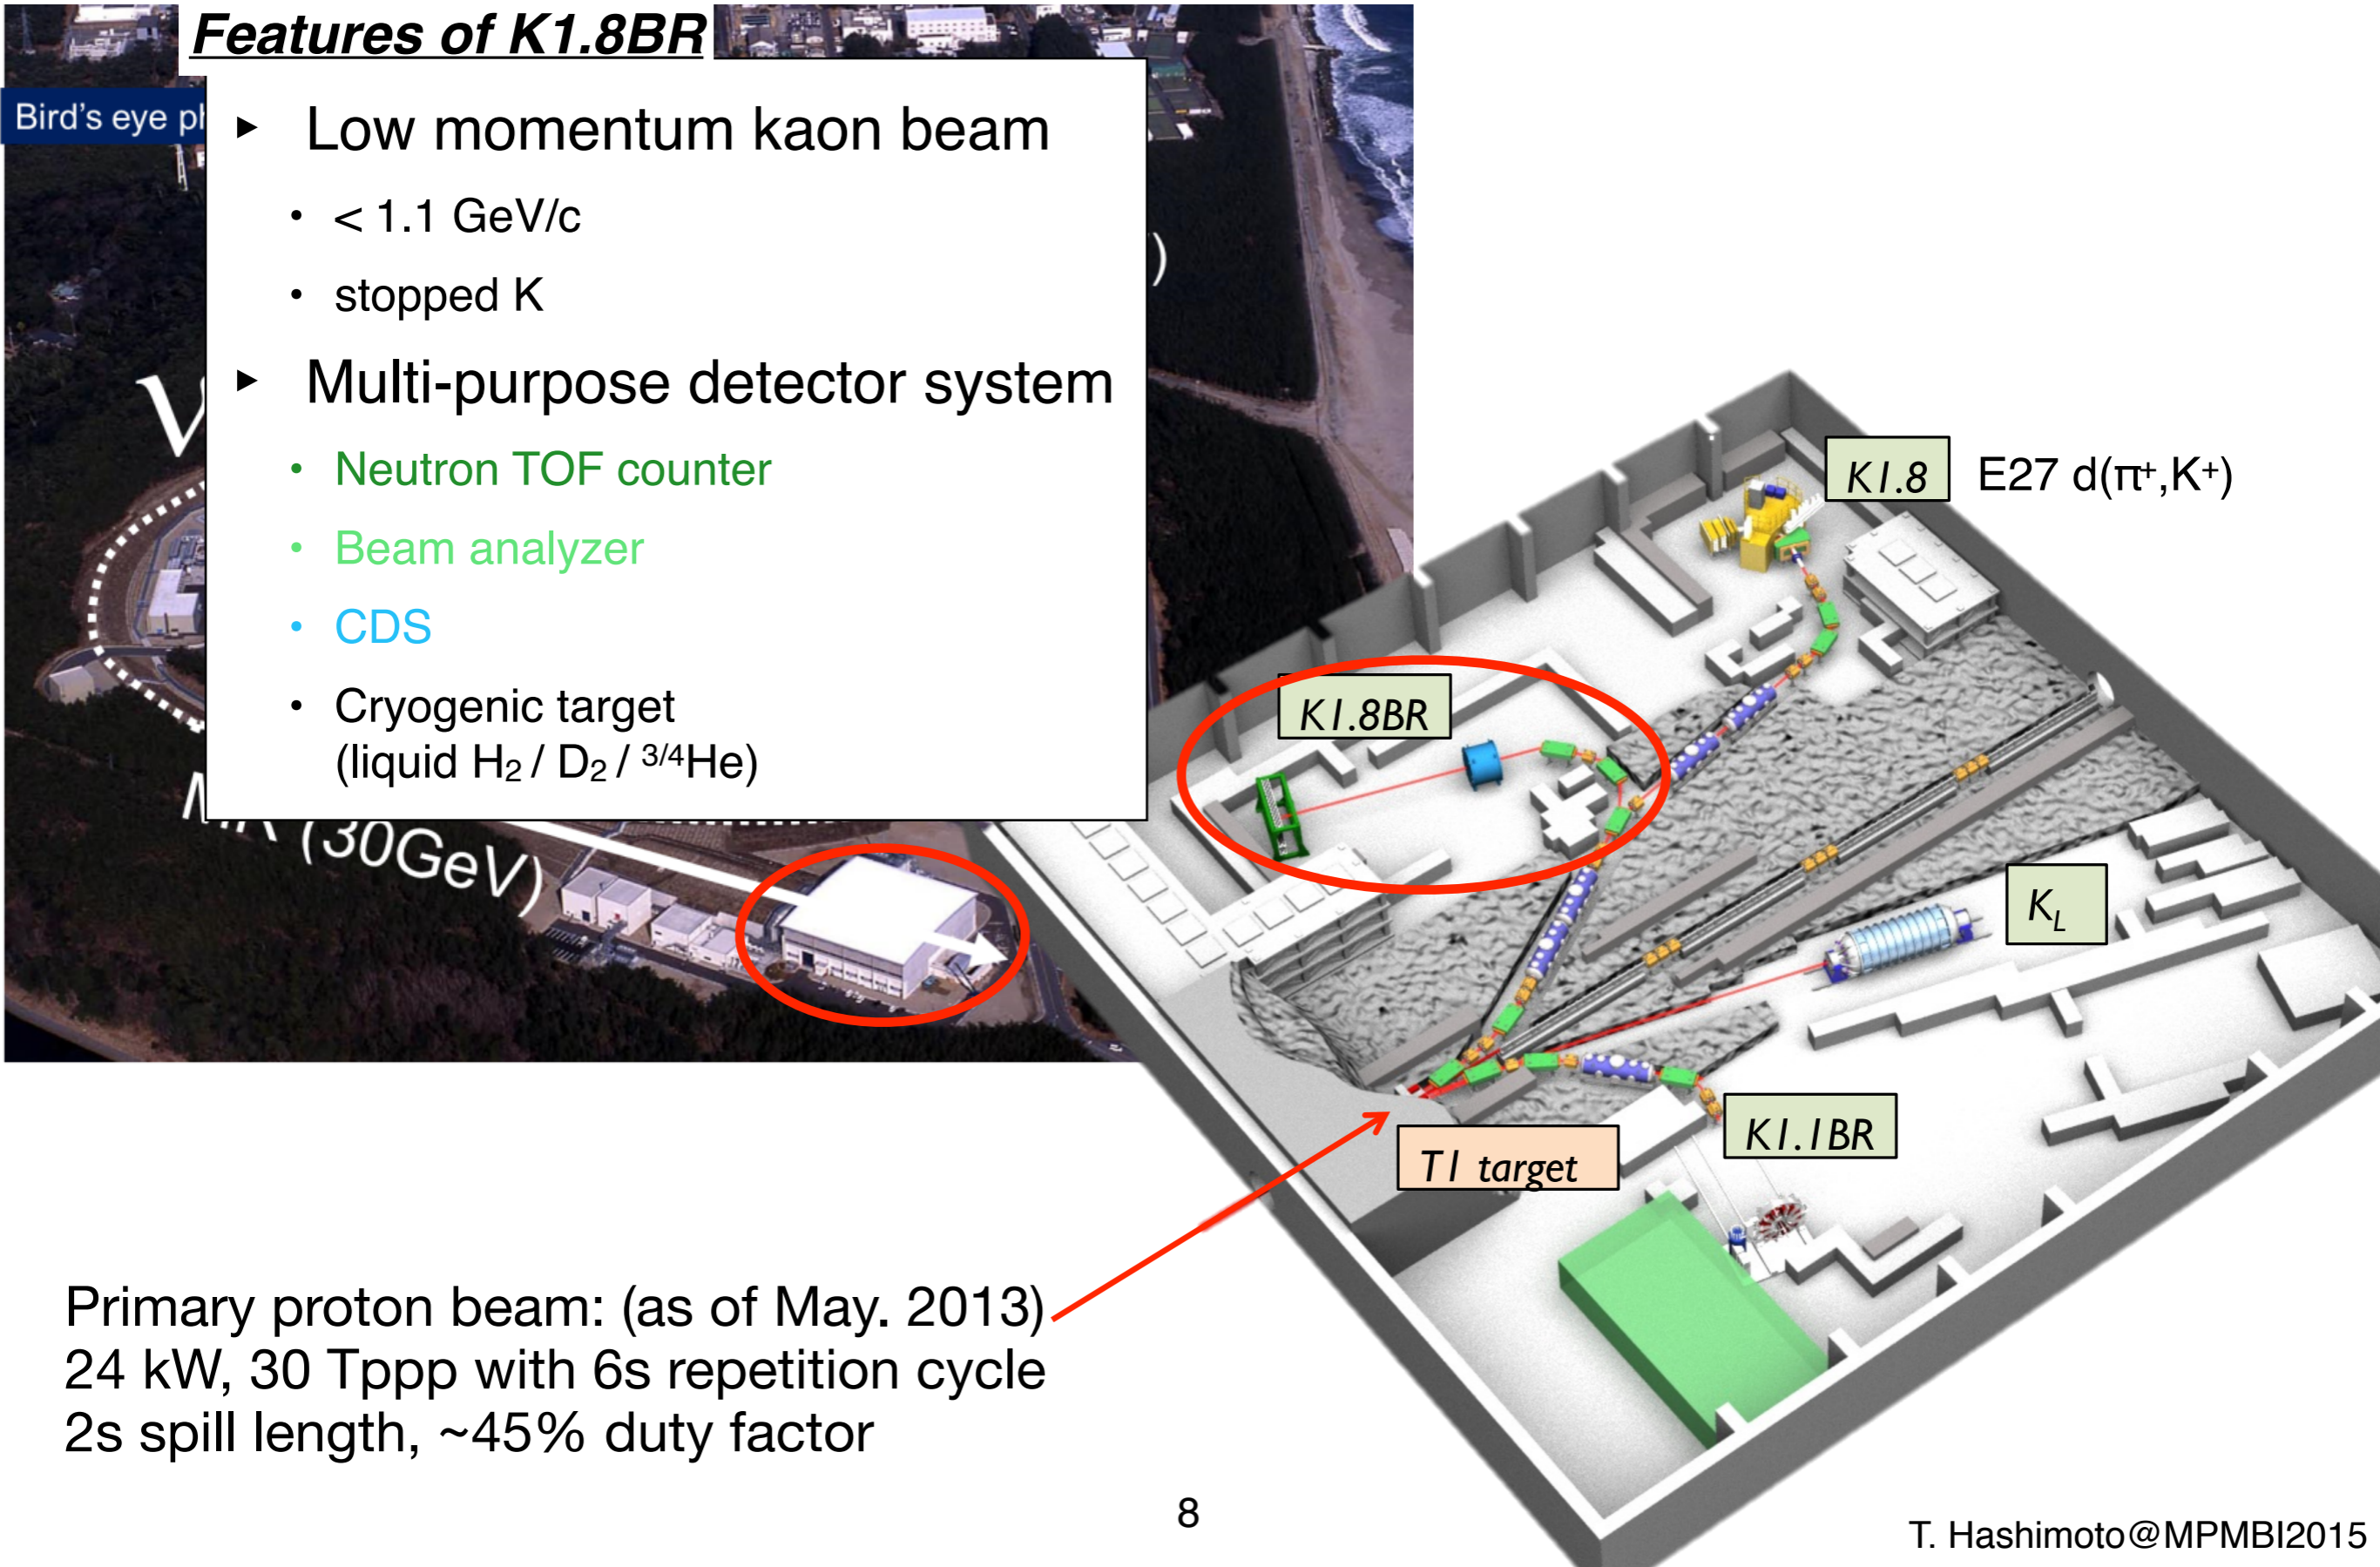 Features of K1.8BR
Bird's eye
▸ Low momentum kaon beam
• < 1.1 GeV/c
• stopped K
▸ Multi-purpose detector system
• Neutron TOF counter
• Beam analyzer
• CDS
• Cryogenic target
(liquid H₂ / D₂ / ³/⁴He)
(30GeV)
K1.8
E27 d(π⁺,K⁺)
K1.8BR
K_L
K1.1BR
T1 target
Primary proton beam: (as of May. 2013)
24 kW, 30 Tppp with 6s repetition cycle
2s spill length, ~45% duty factor
8
T. Hashimoto@MPMBI2015